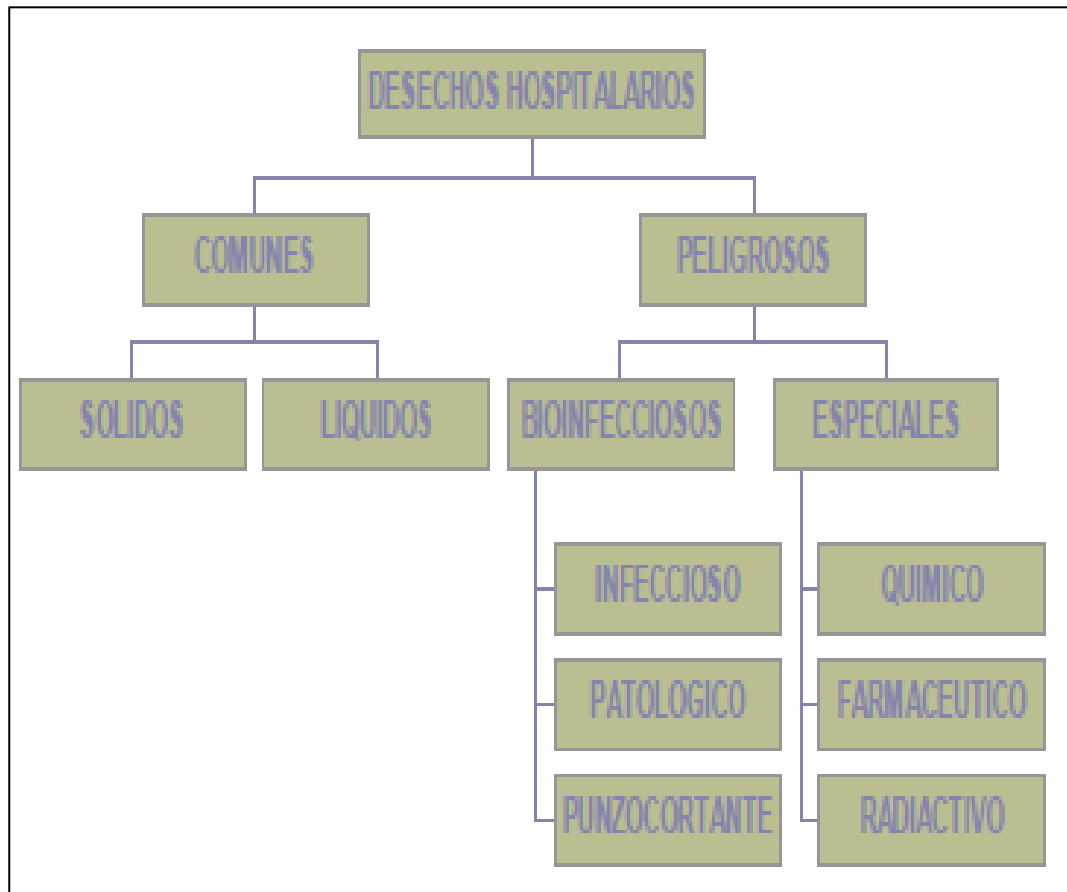 DESECHOS HOSPITALARIOS
COMUNES
PELIGROSOS
SOLIDOS
LIQUIDOS
BIOINFECCIOSOS
ESPECIALES
INFECCIOSO
QUIMICO
PATOLOGICO
FARMACEUTICO
PUNZOCORTANTE
RADIACTIVO